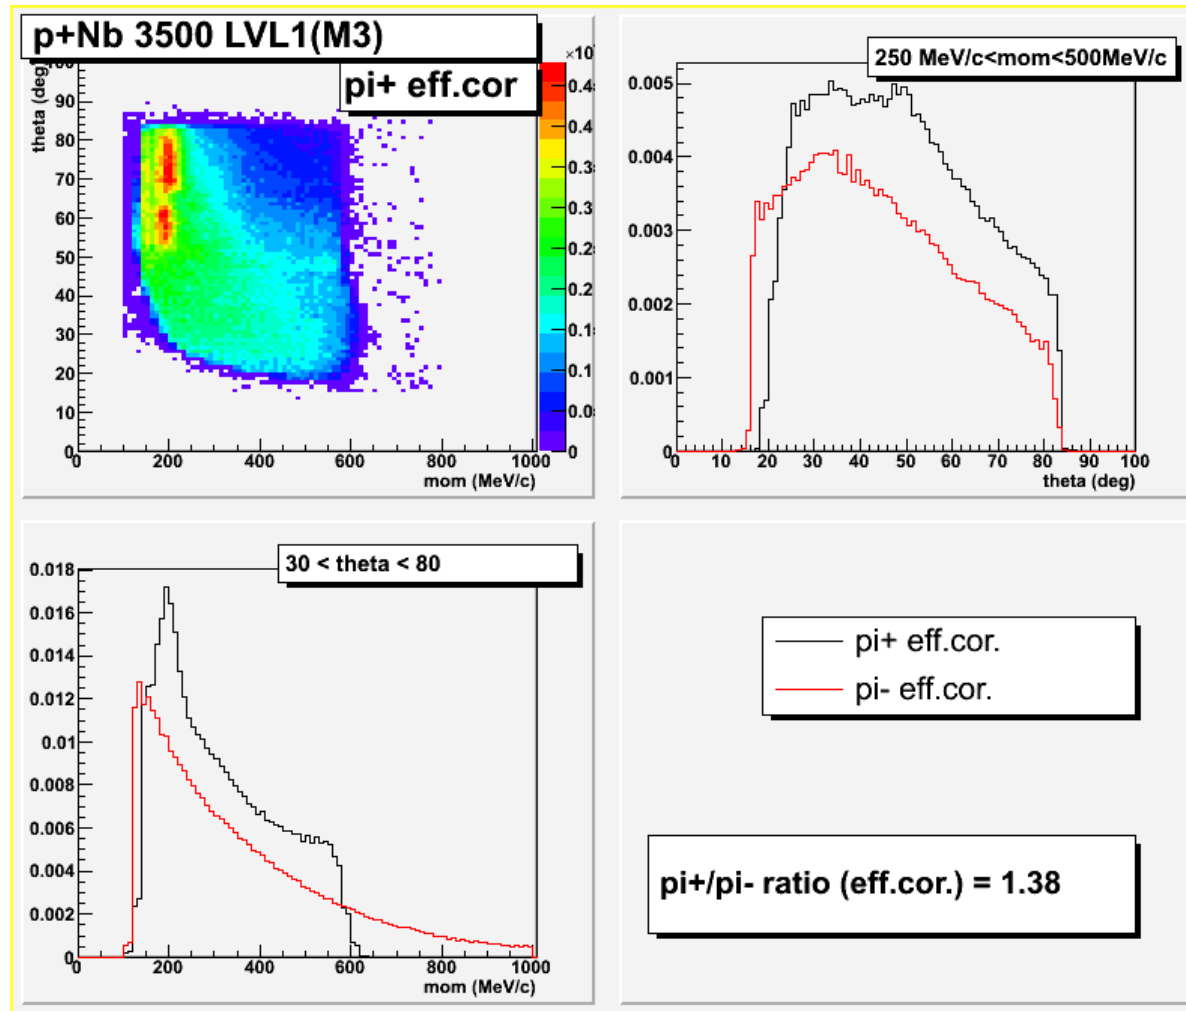 p+Nb 3500 LVL1(M3)
pi+ eff.cor
theta (deg)
90
80
70
60
50
40
30
20
10
0
0
200
400
600
800
1000
mom (MeV/c)
0
250 MeV/c<mom<500MeV/c
0.005
0.004
0.003
0.002
0.001
0
0 10 20 30 40 50 60 70 80 90 100
theta (deg)
30 < theta < 80
0.018
0.016
0.014
0.012
0.01
0.008
0.006
0.004
0.002
0
0 200 400 600 800 1000
mom (MeV/c)
pi+ eff.cor.
pi- eff.cor.
pi+/pi- ratio (eff.cor.) = 1.38